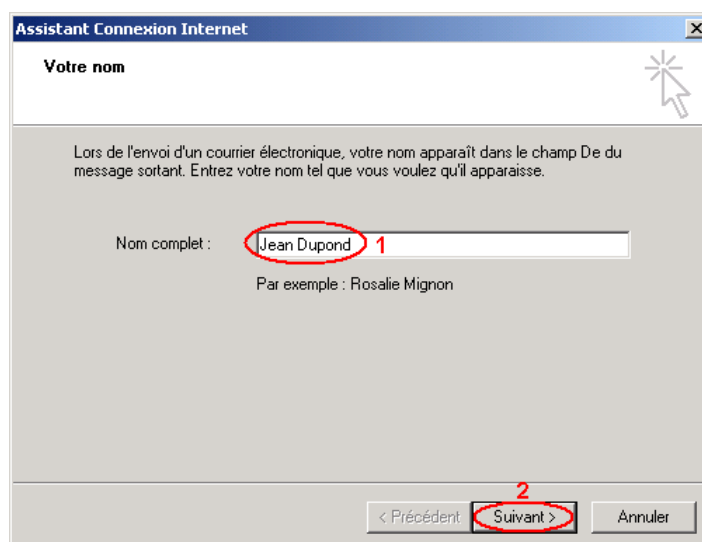 Assistant Connexion Internet
Votre nom
Lors de l'envoi d'un courrier électronique, votre nom apparaît dans le champ De du
message sortant. Entrez votre nom tel que vous voulez qu'il apparaisse.
Nom complet : Jean Dupond 1
Par exemple : Rosalie Mignon
2
< Précédent Suivant > Annuler